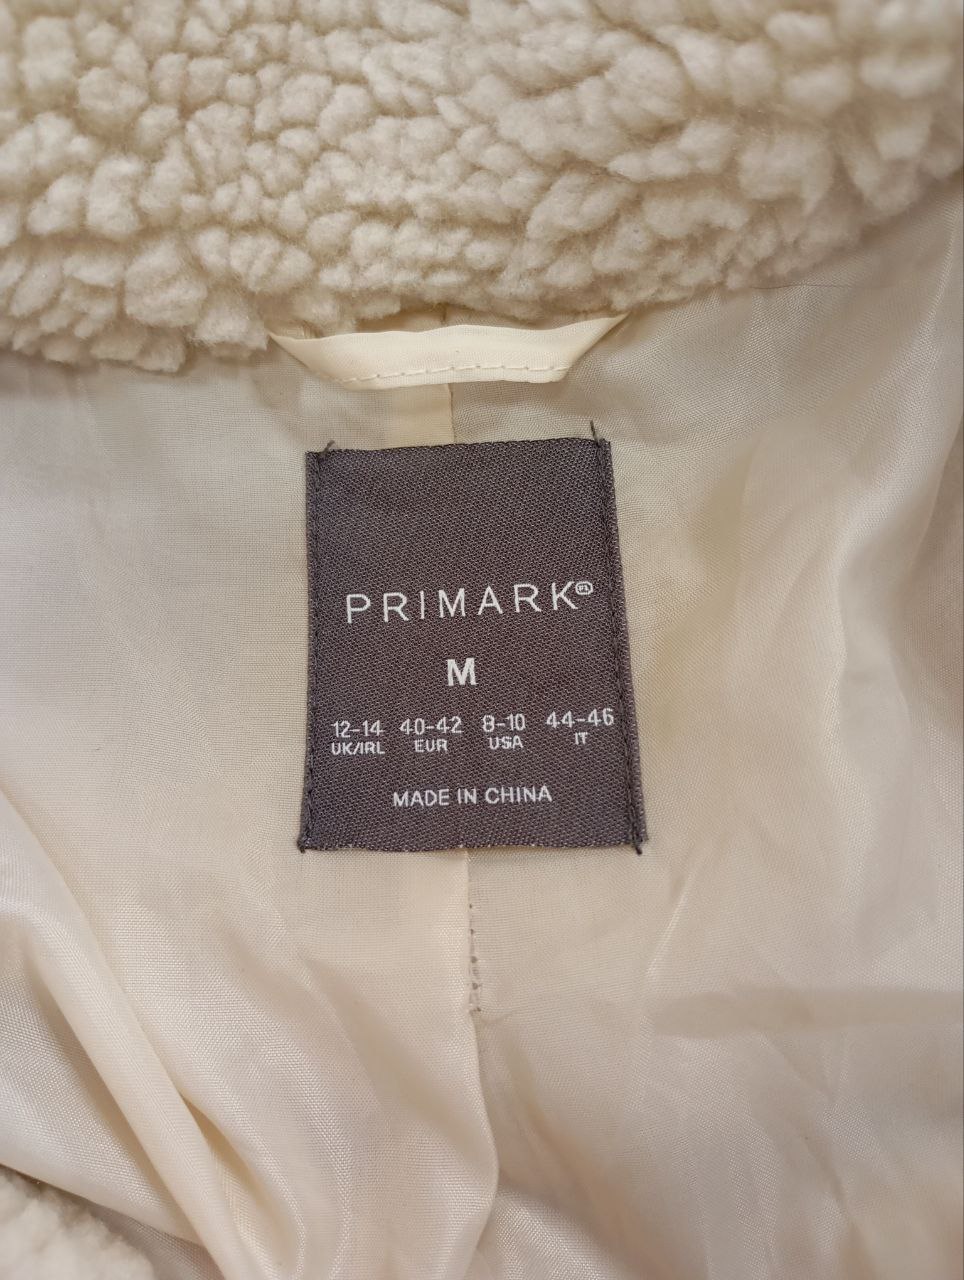 PRIMARK
M
12-14 40-42 8-10 44-46
UK/IRL EUR USA IT
MADE IN CHINA